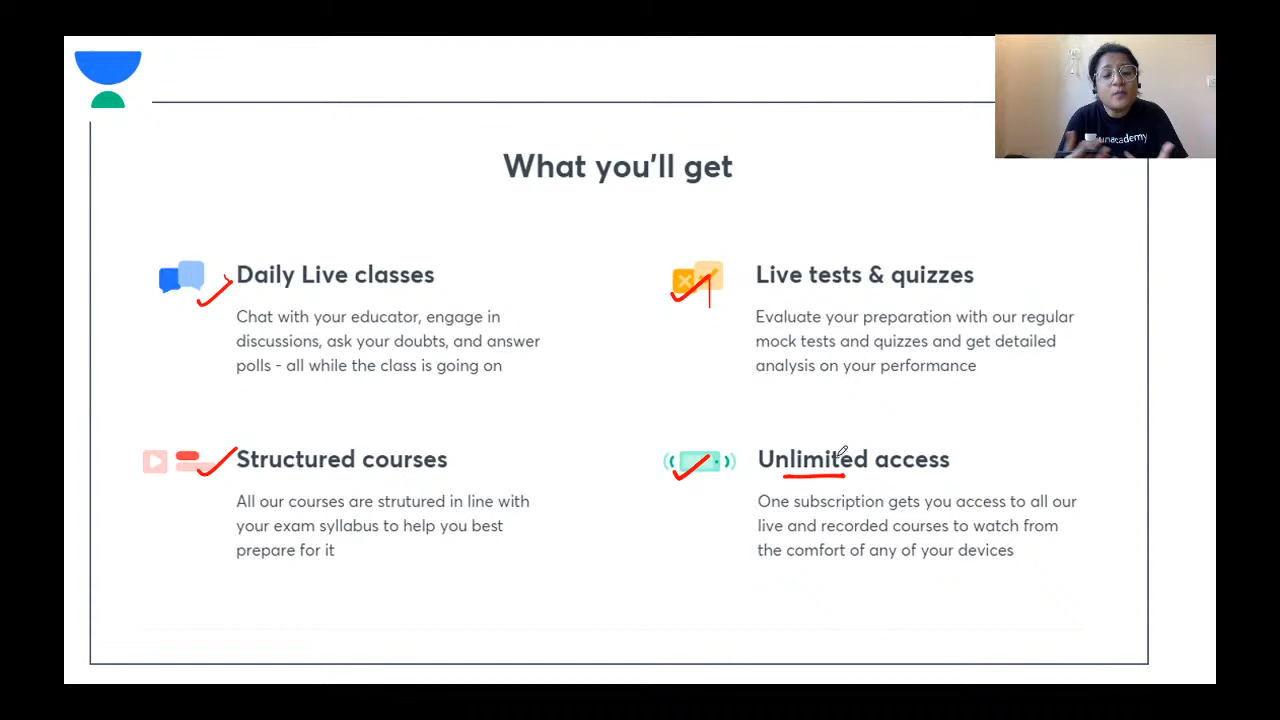 unacademy
What you'll get
Daily Live classes
Chat with your educator, engage in
discussions, ask your doubts, and answer
polls - all while the class is going on
Live tests & quizzes
Evaluate your preparation with our regular
mock tests and quizzes and get detailed
analysis on your performance
Structured courses
All our courses are strutured in line with
your exam syllabus to help you best
prepare for it
Unlimited access
One subscription gets you access to all our
live and recorded courses to watch from
the comfort of any of your devices